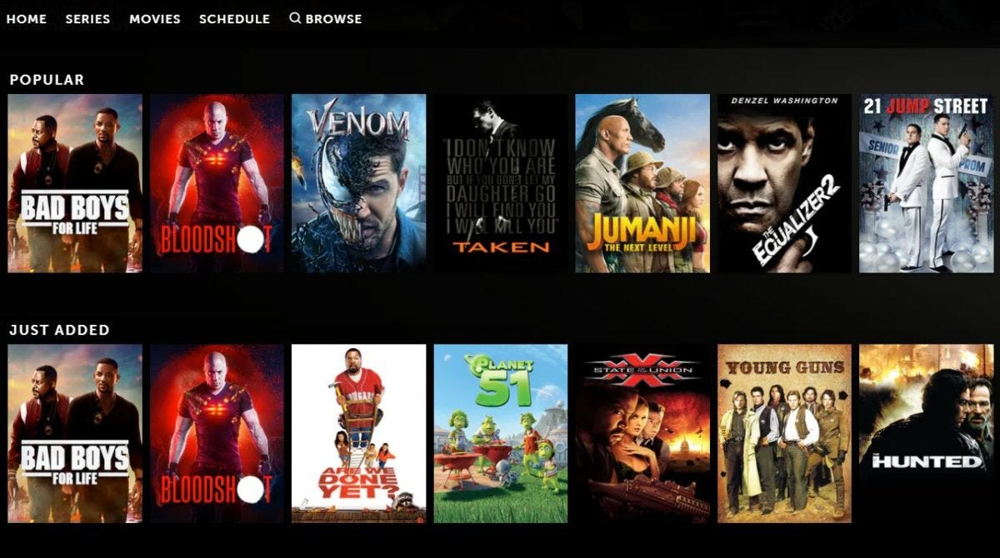 HOME SERIES MOVIES SCHEDULE BROWSE
POPULAR
BAD BOYS
FOR LIFE
BLOODSH T
VENOM
"I DON'T KNOW
WHO YOU ARE
BUT IF YOU DON'T LET MY
DAUGHTER GO
I WILL FIND YOU
I WILL KILL YOU"
TAKEN
JUMANJI
THE NEXT LEVEL
DENZEL WASHINGTON
THE
EQUALIZER 2
21 JUMP STREET
SENIOR
PROM
JUST ADDED
BAD BOYS
FOR LIFE
BLOODSH T
ARE WE
DONE
YET?
PLANET
51
XXX
STATE OF THE UNION
YOUNG GUNS
THE
HUNTED